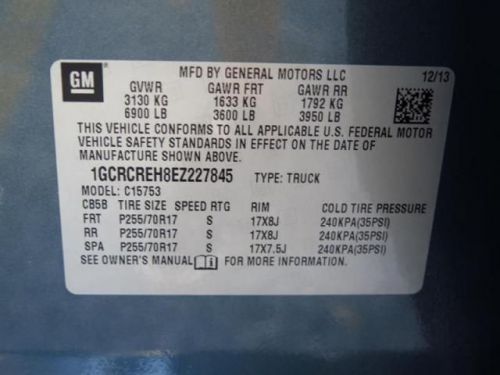 GM
MFD BY GENERAL MOTORS LLC 12/13
GVWR GAWR FRT GAWR RR
3130 KG 1633 KG 1792 KG
6900 LB 3600 LB 3950 LB
THIS VEHICLE CONFORMS TO ALL APPLICABLE U.S. FEDERAL MOTOR
VEHICLE SAFETY STANDARDS IN EFFECT ON THE DATE OF
MANUFACTURE SHOWN ABOVE.
1GCRCREH8EZ227845 TYPE: TRUCK
MODEL: C15753
CB5B TIRE SIZE SPEED RTG RIM COLD TIRE PRESSURE
FRT P255/70R17 S 17X8J 240KPA(35PSI)
RR P255/70R17 S 17X8J 240KPA(35PSI)
SPA P255/70R17 S 17X7.5J 240KPA(35PSI)
SEE OWNER'S MANUAL FOR MORE INFORMATION.